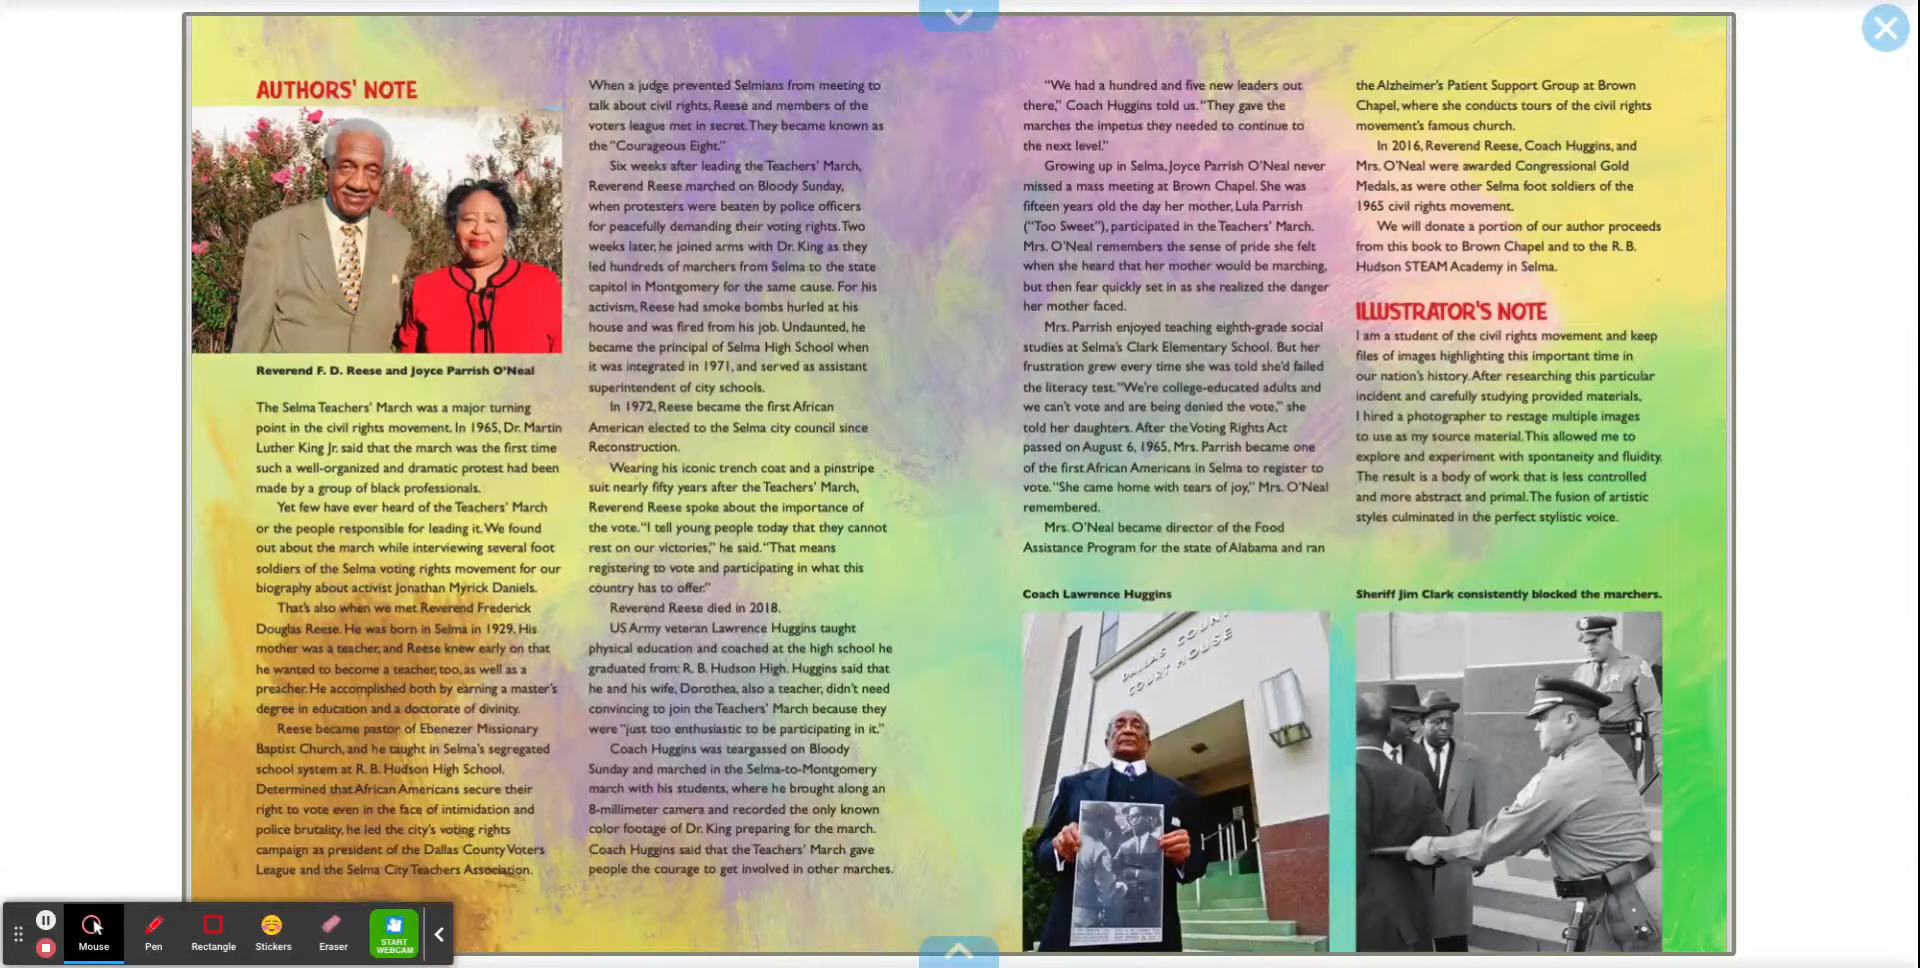 AUTHORS' NOTE
Reverend F. D. Reese and Joyce Parrish O'Neal
The Selma Teachers' March was a major turning
point in the civil rights movement. In 1965, Dr. Martin
Luther King Jr. said that the march was the first time
such a well-organized and dramatic protest had been
made by a group of black professionals.
Yet few have ever heard of the Teachers' March
or the people responsible for leading it. We found
out about the march while interviewing several foot
soldiers of the Selma voting rights movement for our
biography about activist Jonathan Myrick Daniels.
That's also when we met Reverend Frederick
Douglas Reese. He was born in Selma in 1929. His
mother was a teacher, and Reese knew early on that
he wanted to become a teacher, too, as well as a
preacher. He accomplished both by earning a master's
degree in education and a doctorate of divinity.
Reese became pastor of Ebenezer Missionary
Baptist Church, and he taught in Selma's segregated
school system at R. B. Hudson High School.
Determined that African Americans secure their
right to vote even in the face of intimidation and
police brutality, he led the city's voting rights
campaign as president of the Dallas County Voters
League and the Selma City Teachers Association.
When a judge prevented Selmians from meeting to
talk about civil rights, Reese and members of the
voters league met in secret. They became known as
the "Courageous Eight."
Six weeks after leading the Teachers' March,
Reverend Reese marched on Bloody Sunday,
when protesters were beaten by police officers
for peacefully demanding their voting rights. Two
weeks later, he joined arms with Dr. King as they
led hundreds of marchers from Selma to the state
capitol in Montgomery for the same cause. For his
activism, Reese had smoke bombs hurled at his
house and was fired from his job. Undaunted, he
became the principal of Selma High School when
it was integrated in 1971, and served as assistant
superintendent of city schools.
In 1972, Reese became the first African
American elected to the Selma city council since
Reconstruction.
Wearing his iconic trench coat and a pinstripe
suit nearly fifty years after the Teachers' March,
Reverend Reese spoke about the importance of
the vote. "I tell young people today that they cannot
rest on our victories," he said. "That means
registering to vote and participating in what this
country has to offer."
Reverend Reese died in 2018.
US Army veteran Lawrence Huggins taught
physical education and coached at the high school he
graduated from: R. B. Hudson High. Huggins said that
he and his wife, Dorothea, also a teacher, didn't need
convincing to join the Teachers' March because they
were "just too enthusiastic to be participating in it."
Coach Huggins was teargassed on Bloody
Sunday and marched in the Selma-to-Montgomery
march with his students, where he brought along an
8-millimeter camera and recorded the only known
color footage of Dr. King preparing for the march.
Coach Huggins said that the Teachers' March gave
people the courage to get involved in other marches.
"We had a hundred and five new leaders out
there," Coach Huggins told us. "They gave the
marches the impetus they needed to continue to
the next level."
Growing up in Selma, Joyce Parrish O'Neal never
missed a mass meeting at Brown Chapel. She was
fifteen years old the day her mother, Lula Parrish
("Too Sweet"), participated in the Teachers' March.
Mrs. O'Neal remembers the sense of pride she felt
when she heard that her mother would be marching,
but then fear quickly set in as she realized the danger
her mother faced.
Mrs. Parrish enjoyed teaching eighth-grade social
studies at Selma's Clark Elementary School. But her
frustration grew every time she was told she'd failed
the literacy test. "We're college-educated adults and
we can't vote and are being denied the vote," she
told her daughters. After the Voting Rights Act
passed on August 6, 1965, Mrs. Parrish became one
of the first African Americans in Selma to register to
vote. "She came home with tears of joy," Mrs. O'Neal
remembered.
Mrs. O'Neal became director of the Food
Assistance Program for the state of Alabama and ran
the Alzheimer's Patient Support Group at Brown
Chapel, where she conducts tours of the civil rights
movement's famous church.
In 2016, Reverend Reese, Coach Huggins, and
Mrs. O'Neal were awarded Congressional Gold
Medals, as were other Selma foot soldiers of the
1965 civil rights movement.
We will donate a portion of our author proceeds
from this book to Brown Chapel and to the R. B.
Hudson STEAM Academy in Selma.
ILLUSTRATOR'S NOTE
I am a student of the civil rights movement and keep
files of images highlighting this important time in
our nation's history. After researching this particular
incident and carefully studying provided materials,
I hired a photographer to restage multiple images
to use as my source material. This allowed me to
explore and experiment with spontaneity and fluidity.
The result is a body of work that is less controlled
and more abstract and primal. The fusion of artistic
styles culminated in the perfect stylistic voice.
Coach Lawrence Huggins
DALLAS COUN
COURT HOUSE
Sheriff Jim Clark consistently blocked the marchers.
Mouse
Pen
Rectangle
Stickers
Eraser
START
WEBCAM